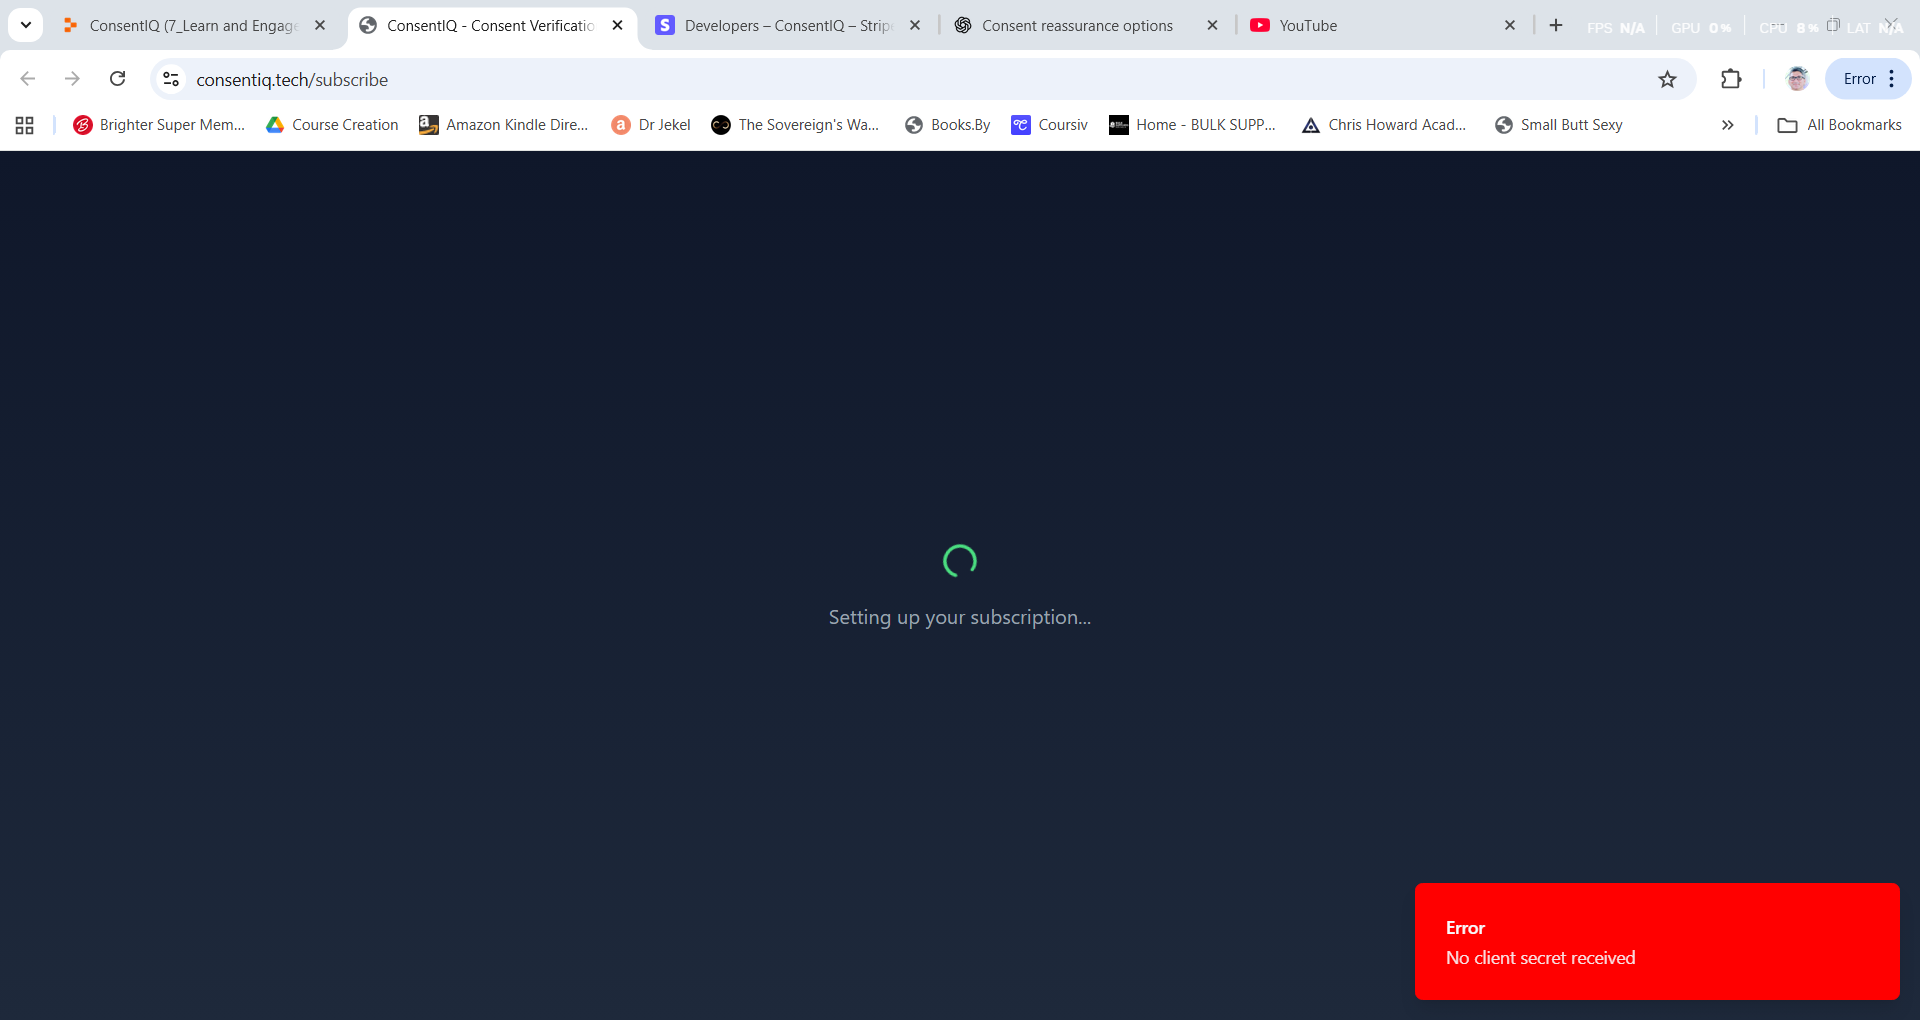 ConsentIQ (7_Learn and Engage
ConsentIQ - Consent Verificatio
Developers – ConsentIQ – Stripe
Consent reassurance options
YouTube
FPS N/A GPU 0% CPU 8% LAT N/A
consentiq.tech/subscribe
Error
Brighter Super Mem...
Course Creation
Amazon Kindle Dire...
Dr Jekel
The Sovereign's Wa...
Books.By
Coursiv
Home - BULK SUPP...
Chris Howard Acad...
Small Butt Sexy
All Bookmarks
Setting up your subscription...
Error
No client secret received